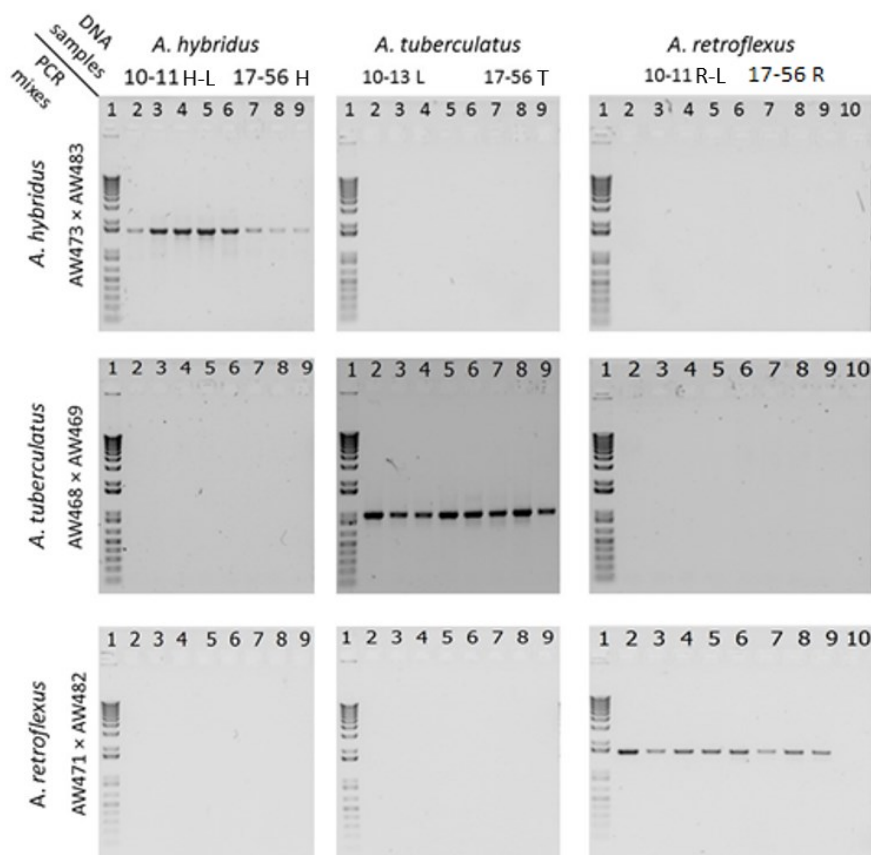 DNA samples
PCR mixes
A. hybridus A. tuberculatus A. retroflexus
10-11 H-L 17-56 H 10-13 L 17-56 T 10-11 R-L 17-56 R
1 2 3 4 5 6 7 8 9 1 2 3 4 5 6 7 8 9 1 2 3 4 5 6 7 8 9 10
A. hybridus
AW473 × AW483
1 2 3 4 5 6 7 8 9 1 2 3 4 5 6 7 8 9 1 2 3 4 5 6 7 8 9 10
A. tuberculatus
AW468 × AW469
1 2 3 4 5 6 7 8 9 1 2 3 4 5 6 7 8 9 1 2 3 4 5 6 7 8 9 10
A. retroflexus
AW471 × AW482